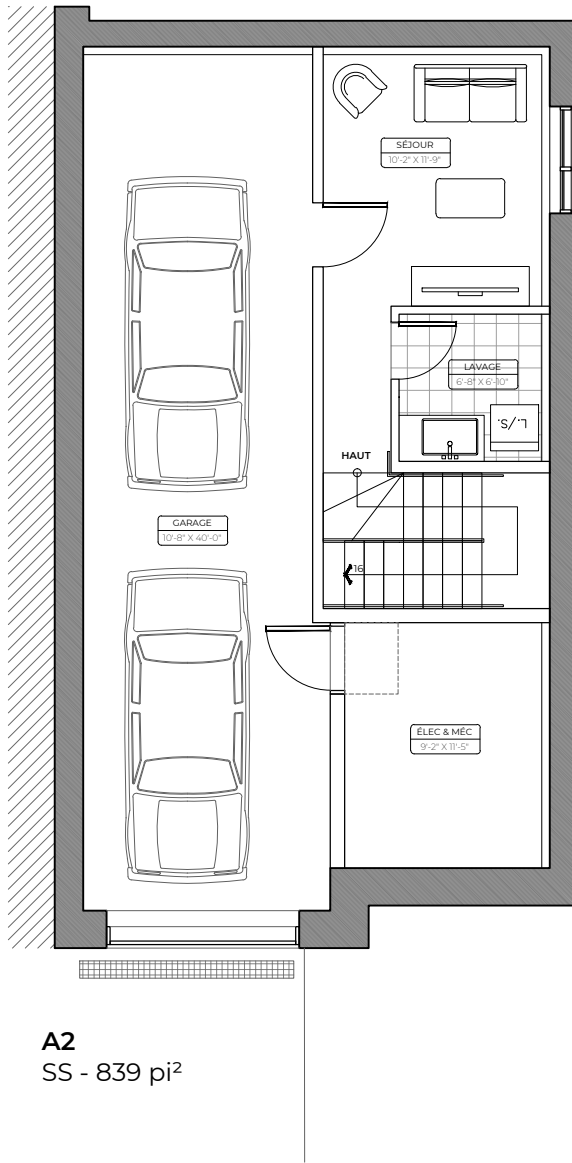 SÉJOUR
10'-2" X 11'-9"
LAVAGE
6'-8" X 6'-10"
L./S.
HAUT
GARAGE
10'-8" X 40'-0"
16
ÉLEC & MÉC
9'-2" X 11'-5"
A2
SS - 839 pi²